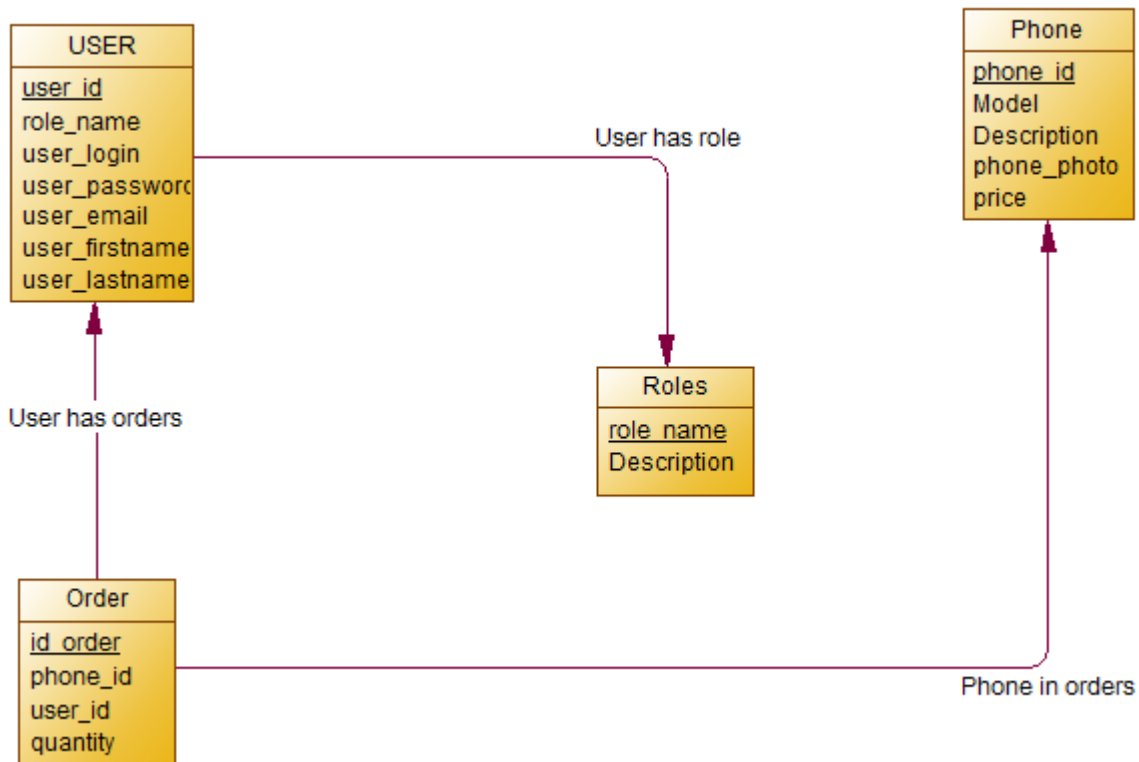 USER
user_id
role_name
user_login
user_password
user_email
user_firstname
user_lastname
User has role
Phone
phone_id
Model
Description
phone_photo
price
Roles
role_name
Description
User has orders
Order
id_order
phone_id
user_id
quantity
Phone in orders